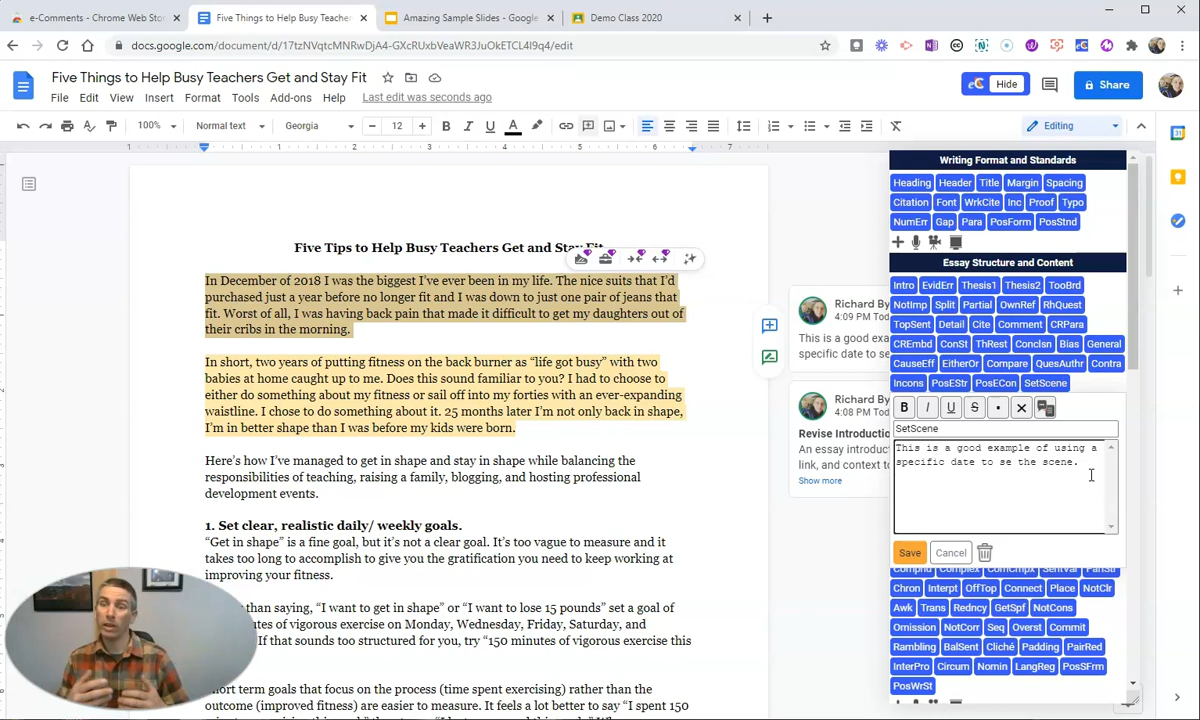 e-Comments - Chrome Web Stor
Five Things to Help Busy Teacher
Amazing Sample Slides - Google
Demo Class 2020
docs.google.com/document/d/17tzNVqtcMNRwDjA4-GXcRUxbVeaWR3JuOkETCL4I9q4/edit
Five Things to Help Busy Teachers Get and Stay Fit
Hide
Share
File Edit View Insert Format Tools Add-ons Help Last edit was seconds ago
100% Normal text Georgia 12 Editing
1 1 2 3 4 5 6 7
Writing Format and Standards
Heading Header Title Margin Spacing
Citation Font WrkCite Inc Proof Typo
NumErr Gap Para PosForm PosStnd
Essay Structure and Content
Intro EvidErr Thesis1 Thesis2 TooBrd
NotImp Split Partial OwnRef RhQuest
TopSent Detail Cite Comment CRPara
CREmbd ConSt ThRest Conclsn Bias General
CauseEff EitherOr Compare QuesAuthr Contra
Incons PosEStr PosECon SetScene
SetScene
This is a good example of using a
specific date to se the scene.
Save Cancel
Chron Interpt OffTop Connect Place NotClr
Awk Trans Redncy GetSpf NotCons
Omission NotCorr Seq Overst Commit
Rambling BalSent Cliché Padding PairRed
InterPro Circum Nomin LangReg PosSFrm
PosWrSt
Five Tips to Help Busy Teachers Get and Stay Fit
In December of 2018 I was the biggest I've ever been in my life. The nice suits that I'd
purchased just a year before no longer fit and I was down to just one pair of jeans that
fit. Worst of all, I was having back pain that made it difficult to get my daughters out of
their cribs in the morning.
In short, two years of putting fitness on the back burner as "life got busy" with two
babies at home caught up to me. Does this sound familiar to you? I had to choose to
either do something about my fitness or sail off into my forties with an ever-expanding
waistline. I chose to do something about it. 25 months later I'm not only back in shape,
I'm in better shape than I was before my kids were born.
Here's how I've managed to get in shape and stay in shape while balancing the
responsibilities of teaching, raising a family, blogging, and hosting professional
development events.
1. Set clear, realistic daily/ weekly goals.
"Get in shape" is a fine goal, but it's not a clear goal. It's too vague to measure and it
takes too long to accomplish to give you the gratification you need to keep working at
improving your fitness.
than saying, "I want to get in shape" or "I want to lose 15 pounds" set a goal of
of vigorous exercise on Monday, Wednesday, Friday, Saturday, and
If that sounds too structured for you, try "150 minutes of vigorous exercise this
term goals that focus on the process (time spent exercising) rather than the
outcome (improved fitness) are easier to measure. It feels a lot better to say "I spent 150
Richard By
4:09 PM Tod
This is a good
specific date to se
Richard By
4:08 PM Tod
Revise Introductio
An essay introduc
link, and context to
Show more